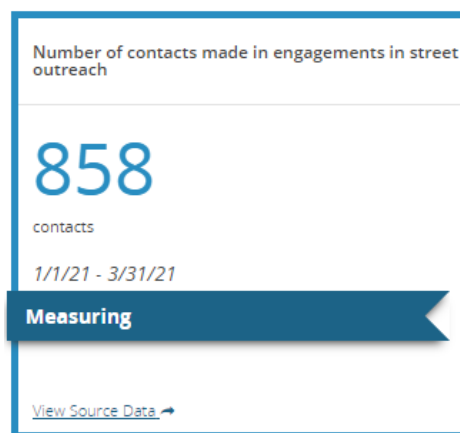 Number of contacts made in engagements in street
outreach
858
contacts
1/1/21 - 3/31/21
Measuring
View Source Data